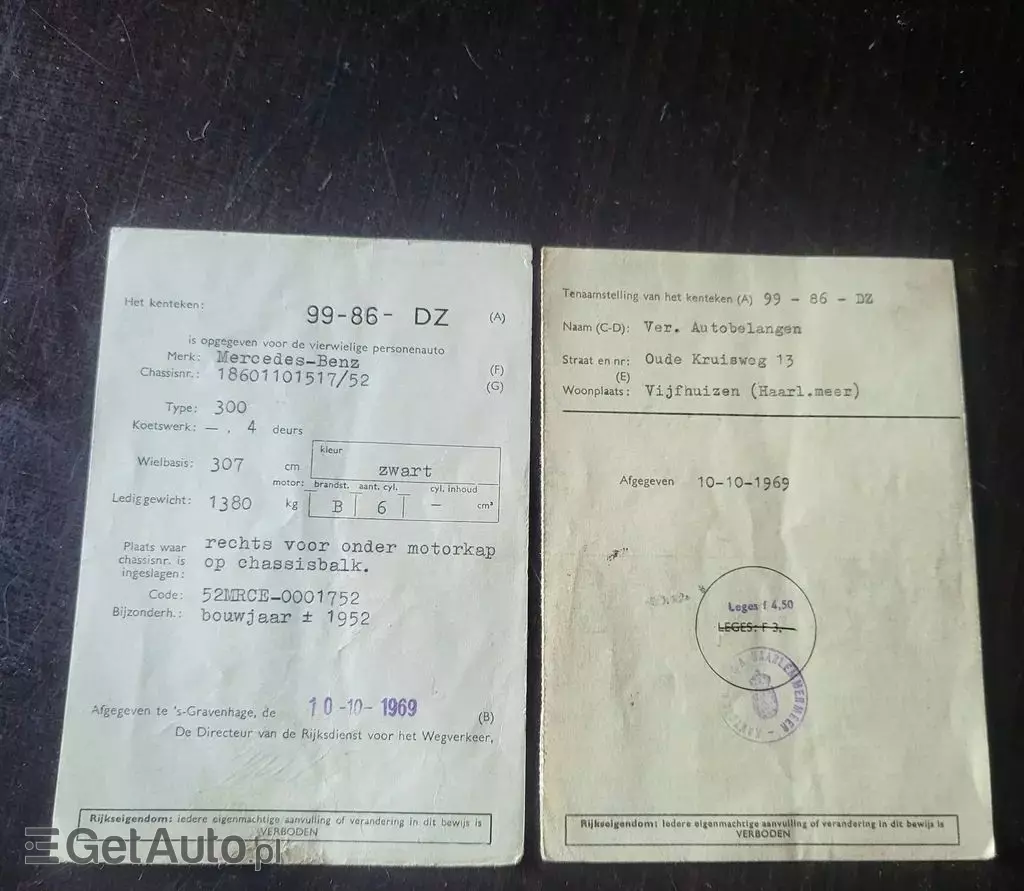 Het kenteken: 99-86- DZ (A)
is opgegeven voor de vierwielige personenauto
Merk: Mercedes-Benz (F)
Chassisnr.: 18601101517/52 (G)
Type: 300
Koetswerk: —. 4 deurs
Wielbasis: 307 cm
kleur
zwart
motor: brandst. aant. cyl. cyl. inhoud
Lediggewicht: 1380 kg B 6 — cm³
Plaats waar chassisnr. is ingeslagen: rechts voor onder motorkap
op chassisbalk.
Code: 52MRCE-0001752
Bijzonderh.: bouwjaar ± 1952
Afgegeven te 's-Gravenhage, de 10-10-1969 (B)
De Directeur van de Rijksdienst voor het Wegverkeer,
Rijkseigendom: iedere eigenmachtige aanvulling of verandering in dit bewijs is
VERBODEN
Tenaamstelling van het kenteken (A) 99 - 86 - DZ
Naam (C-D): Ver. Autobelangen
Straat en nr: Oude Kruisweg 13
(E)
Woonplaats: Vijfhuizen (Haarl.meer)
Afgegeven 10-10-1969
Leges f 4,50
LEGES: F 3,—
HAARLEMMERMEER
Rijkseigendom: Iedere eigenmachtige aanvulling of verandering in dit bewijs is
VERBODEN
GetAuto.pl